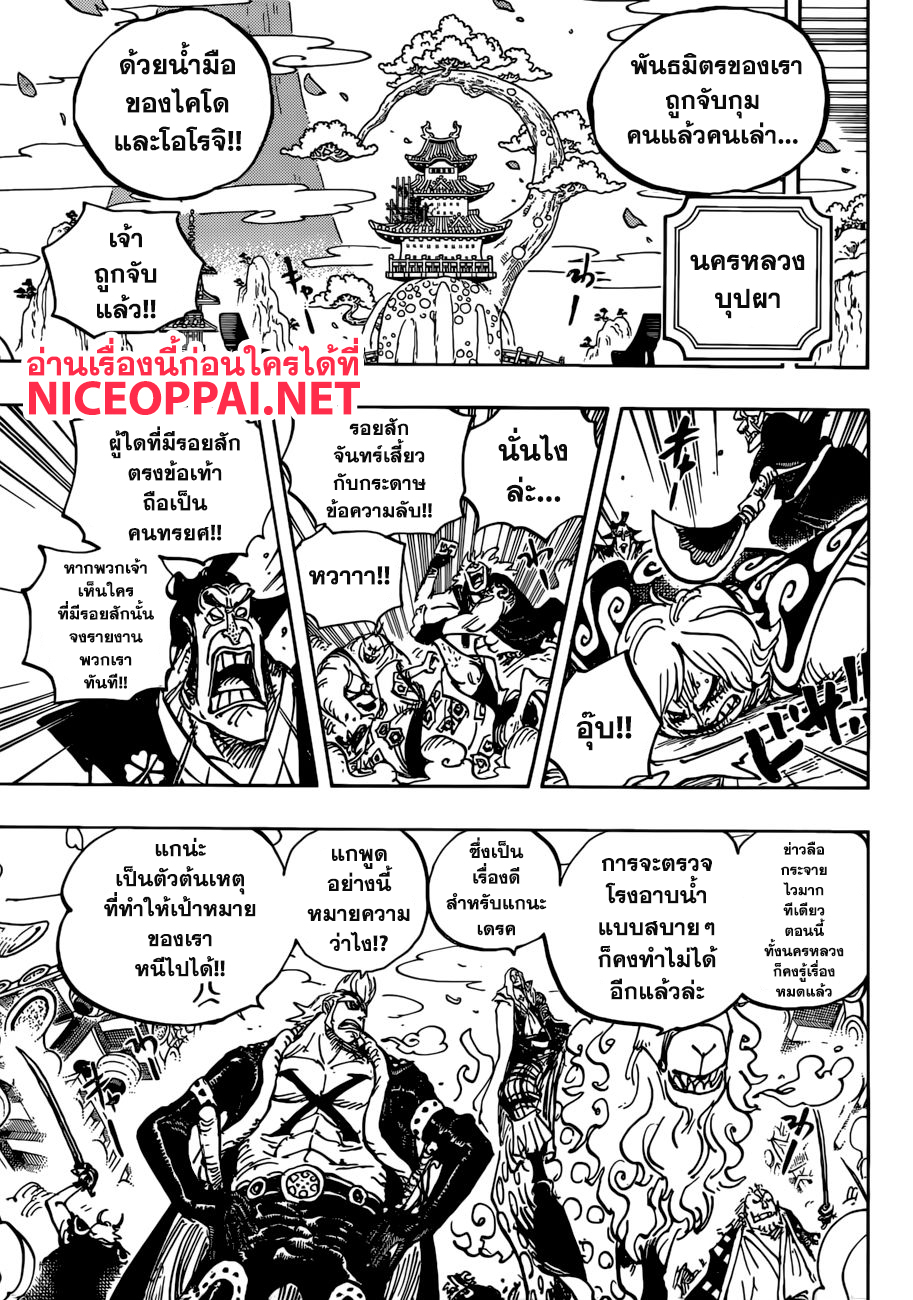 พันธมิตรของเรา
ถูกจับกุม
คนแล้วคนเล่า...
ด้วยน้ำมือ
ของไคโด
และโอโรจิ!!
นครหลวง
บุปผา
เจ้า
ถูกจับ
แล้ว!!
อ่านเรื่องนี้ก่อนใครได้ที่
NICEOPPAI.NET
อุ๊บ!!
นั่นไง
ล่ะ...
รอยสัก
จันทร์เสี้ยว
กับกระดาษ
ข้อความลับ!!
หวาาา!!
ผู้ใดที่มีรอยสัก
ตรงข้อเท้า
ถือเป็น
คนทรยศ!!
หากพวกเจ้า
เห็นใคร
ที่มีรอยสักนั้น
จงรายงาน
พวกเรา
ทันที!!
ข่าวลือ
กระจาย
ไวมาก
ทีเดียว
ตอนนี้
ทั้งนครหลวง
ก็คงรู้เรื่อง
หมดแล้ว
การจะตรวจ
โรงอาบน้ำ
แบบสบายๆ
ก็คงทำไม่ได้
อีกแล้วล่ะ
ซึ่งเป็น
เรื่องดี
สำหรับแกนะ
เดรค
แกพูด
อย่างนี้
หมายความ
ว่าไง!?
แกน่ะ
เป็นตัวต้นเหตุ
ที่ทำให้เป้าหมาย
ของเรา
หนีไปได้!!